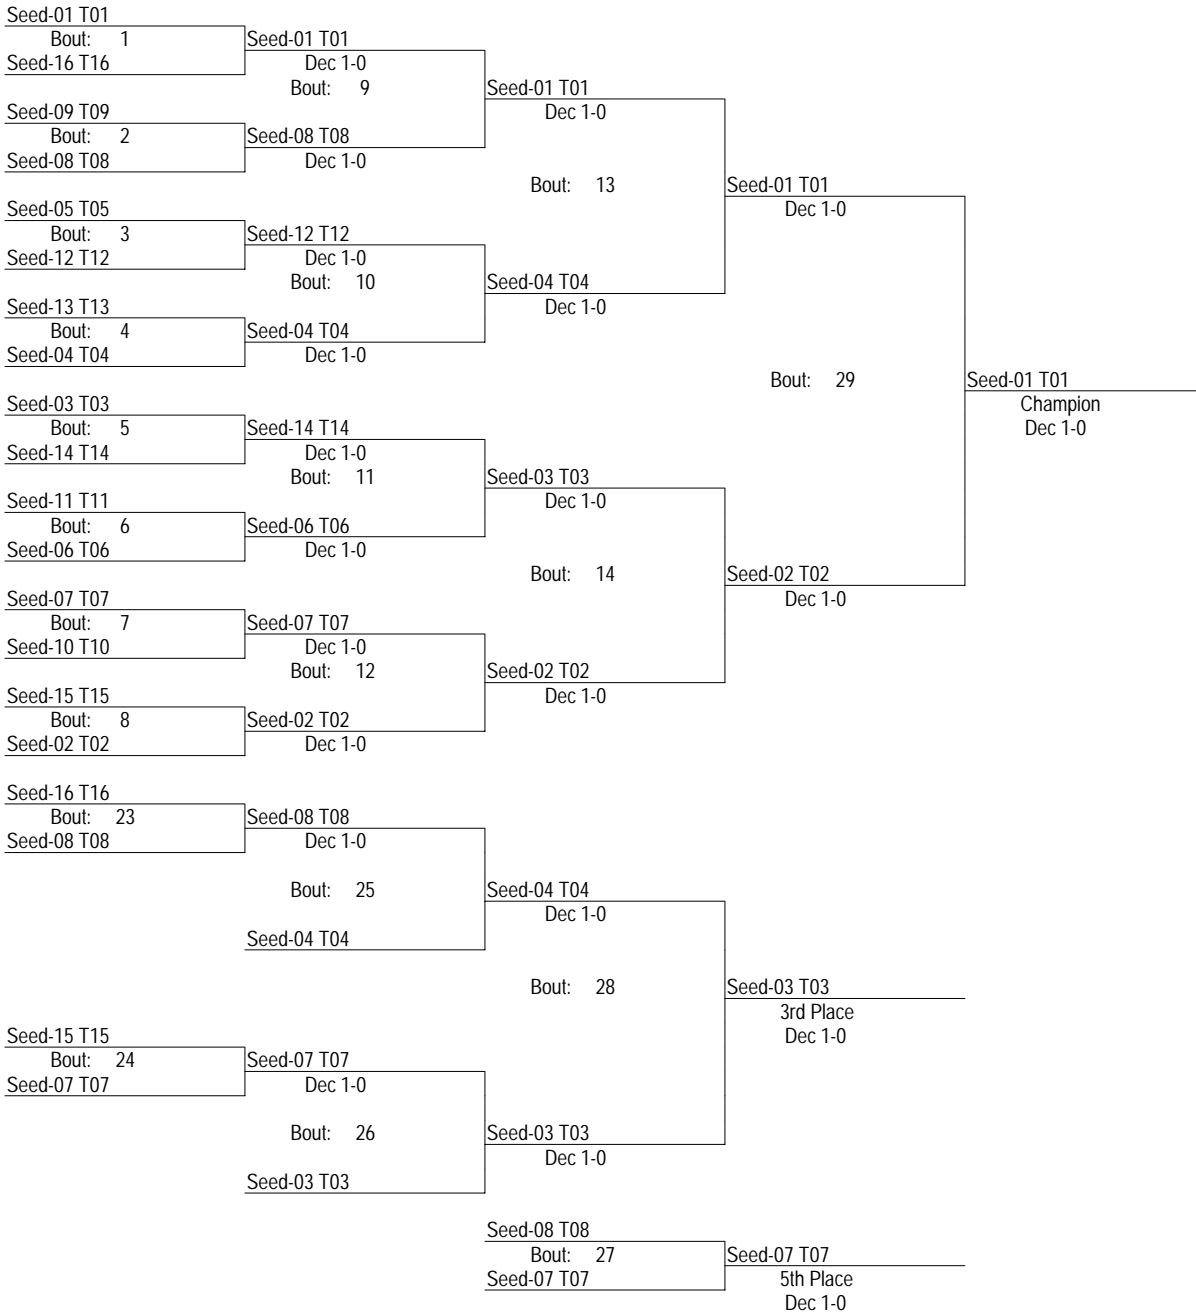 Seed-01 T01
Bout: 1 Seed-01 T01
Seed-16 T16 Dec 1-0
Bout: 9 Seed-01 T01
Seed-09 T09 Dec 1-0
Bout: 2 Seed-08 T08
Seed-08 T08 Dec 1-0
Bout: 13 Seed-01 T01
Seed-05 T05 Dec 1-0
Bout: 3 Seed-12 T12
Seed-12 T12 Dec 1-0
Bout: 10 Seed-04 T04
Seed-13 T13 Dec 1-0
Bout: 4 Seed-04 T04
Seed-04 T04 Dec 1-0
Bout: 29 Seed-01 T01
Seed-03 T03 Champion
Bout: 5 Seed-14 T14 Dec 1-0
Seed-14 T14 Dec 1-0
Bout: 11 Seed-03 T03
Seed-11 T11 Dec 1-0
Bout: 6 Seed-06 T06
Seed-06 T06 Dec 1-0
Bout: 14 Seed-02 T02
Seed-07 T07 Dec 1-0
Bout: 7 Seed-07 T07
Seed-10 T10 Dec 1-0
Bout: 12 Seed-02 T02
Seed-15 T15 Dec 1-0
Bout: 8 Seed-02 T02
Seed-02 T02 Dec 1-0
Seed-16 T16
Bout: 23 Seed-08 T08
Seed-08 T08 Dec 1-0
Bout: 25 Seed-04 T04
Dec 1-0
Seed-04 T04
Bout: 28 Seed-03 T03
3rd Place
Seed-15 T15 Dec 1-0
Bout: 24 Seed-07 T07
Seed-07 T07 Dec 1-0
Bout: 26 Seed-03 T03
Dec 1-0
Seed-03 T03
Seed-08 T08
Bout: 27 Seed-07 T07
Seed-07 T07 5th Place
Dec 1-0